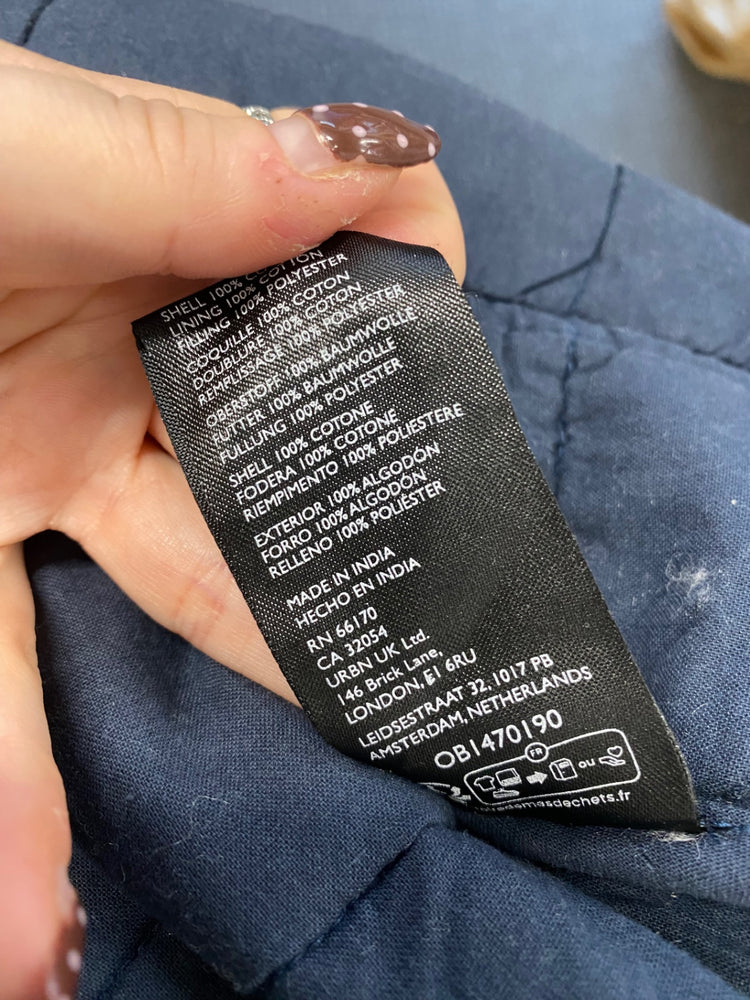 SHELL 100% COTTON
LINING 100% COTTON
FILLING 100% POLYESTER
COQUILLE 100% COTON
DOUBLURE 100% COTON
REMPLISSAGE 100% POLYESTER
OBERSTOFF 100% BAUMWOLLE
FUTTER 100% BAUMWOLLE
FÜLLUNG 100% POLYESTER
SHELL 100% COTONE
FODERA 100% COTONE
RIEMPIMENTO 100% POLIESTERE
EXTERIOR 100% ALGODÓN
FORRO 100% ALGODÓN
RELLENO 100% POLIÉSTER
MADE IN INDIA
HECHO EN INDIA
RN 66170
CA 32054
URBN UK Ltd.
146 Brick Lane,
LONDON, E1 6RU
LEIDSESTRAAT 32, 1017 PB
AMSTERDAM, NETHERLANDS
OB1470190
FR
ou